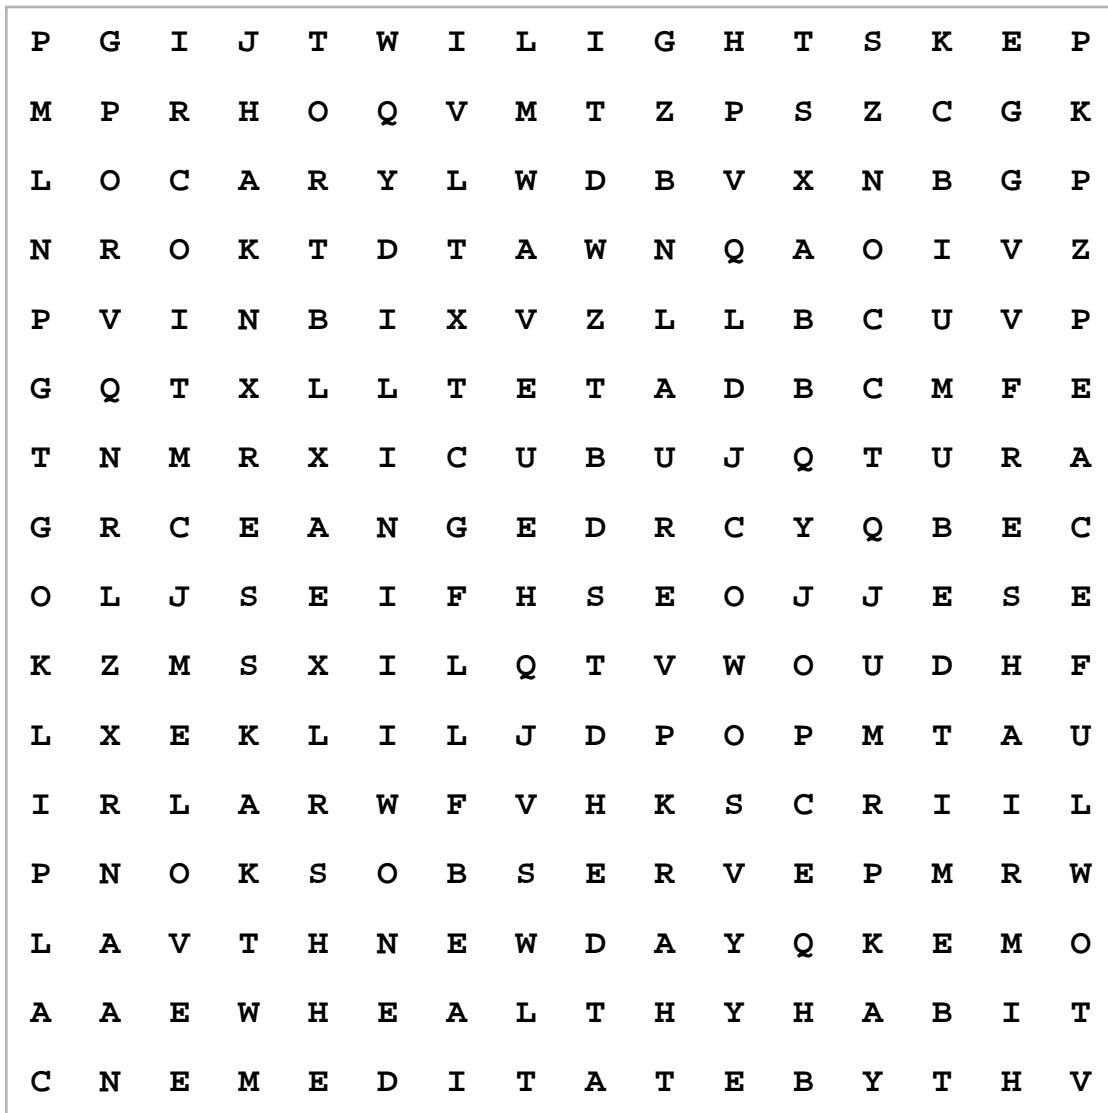 P G I J T W I L I G H T S K E P
M P R H O Q V M T Z P S Z C G K
L O C A R Y L W D B V X N B G P
N R O K T D T A W N Q A O I V Z
P V I N B I X V Z L L B C U V P
G Q T X L L T E T A D B C M F E
T N M R X I C U B U J Q T U R A
G R C E A N G E D R C Y Q B E C
O L J S E I F H S E O J J E S E
K Z M S X I L Q T V W O U D H F
L X E K L I L J D P O P M T A U
I R L A R W F V H K S C R I I L
P N O K S O B S E R V E P M R W
L A V T H N E W D A Y Q K E M O
A A E W H E A L T H Y H A B I T
C N E M E D I T A T E B Y T H V